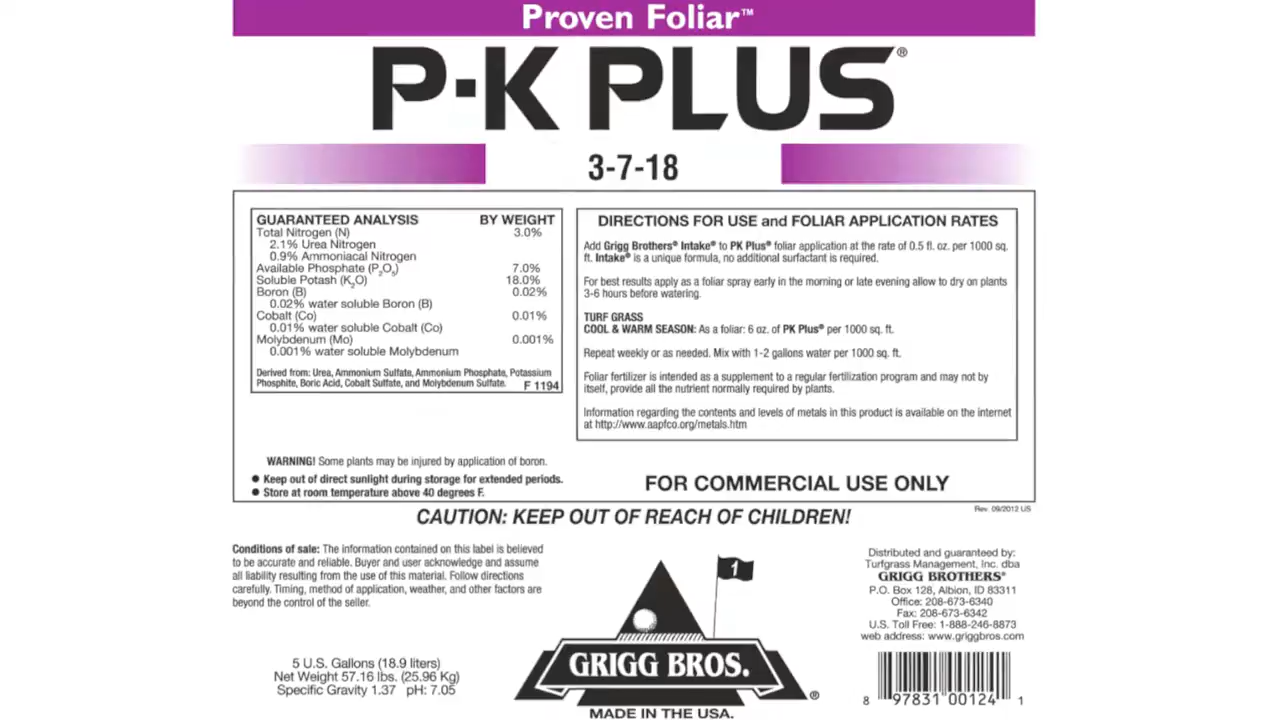 Proven Foliar™
P·K PLUS®
3-7-18
GUARANTEED ANALYSIS BY WEIGHT
Total Nitrogen (N) 3.0%
2.1% Urea Nitrogen
0.9% Ammoniacal Nitrogen
Available Phosphate (P₂O₅) 7.0%
Soluble Potash (K₂O) 18.0%
Boron (B) 0.02%
0.02% water soluble Boron (B)
Cobalt (Co) 0.01%
0.01% water soluble Cobalt (Co)
Molybdenum (Mo) 0.001%
0.001% water soluble Molybdenum
Derived from: Urea, Ammonium Sulfate, Ammonium Phosphate, Potassium
Phosphite, Boric Acid, Cobalt Sulfate, and Molybdenum Sulfate. F 1194
DIRECTIONS FOR USE and FOLIAR APPLICATION RATES
Add Grigg Brothers® Intake® to PK Plus® foliar application at the rate of 0.5 fl. oz. per 1000 sq.
ft. Intake® is a unique formula, no additional surfactant is required.
For best results apply as a foliar spray early in the morning or late evening allow to dry on plants
3-6 hours before watering.
TURF GRASS
COOL & WARM SEASON: As a foliar: 6 oz. of PK Plus® per 1000 sq. ft.
Repeat weekly or as needed. Mix with 1-2 gallons water per 1000 sq. ft.
Foliar fertilizer is intended as a supplement to a regular fertilization program and may not by
itself, provide all the nutrient normally required by plants.
Information regarding the contents and levels of metals in this product is available on the internet
at http://www.aapfco.org/metals.htm
WARNING! Some plants may be injured by application of boron.
● Keep out of direct sunlight during storage for extended periods.
● Store at room temperature above 40 degrees F.
FOR COMMERCIAL USE ONLY
Rev. 09/2012 US
CAUTION: KEEP OUT OF REACH OF CHILDREN!
Conditions of sale: The information contained on this label is believed
to be accurate and reliable. Buyer and user acknowledge and assume
all liability resulting from the use of this material. Follow directions
carefully. Timing, method of application, weather, and other factors are
beyond the control of the seller.
5 U.S. Gallons (18.9 liters)
Net Weight 57.16 lbs. (25.96 Kg)
Specific Gravity 1.37 pH: 7.05
1
GRIGG BROS.®
MADE IN THE USA.
Distributed and guaranteed by:
Turfgrass Management, Inc. dba
GRIGG BROTHERS®
P.O. Box 128, Albion, ID 83311
Office: 208-673-6340
Fax: 208-673-6342
U.S. Toll Free: 1-888-246-8873
web address: www.griggbros.com
8 97831 00124 1